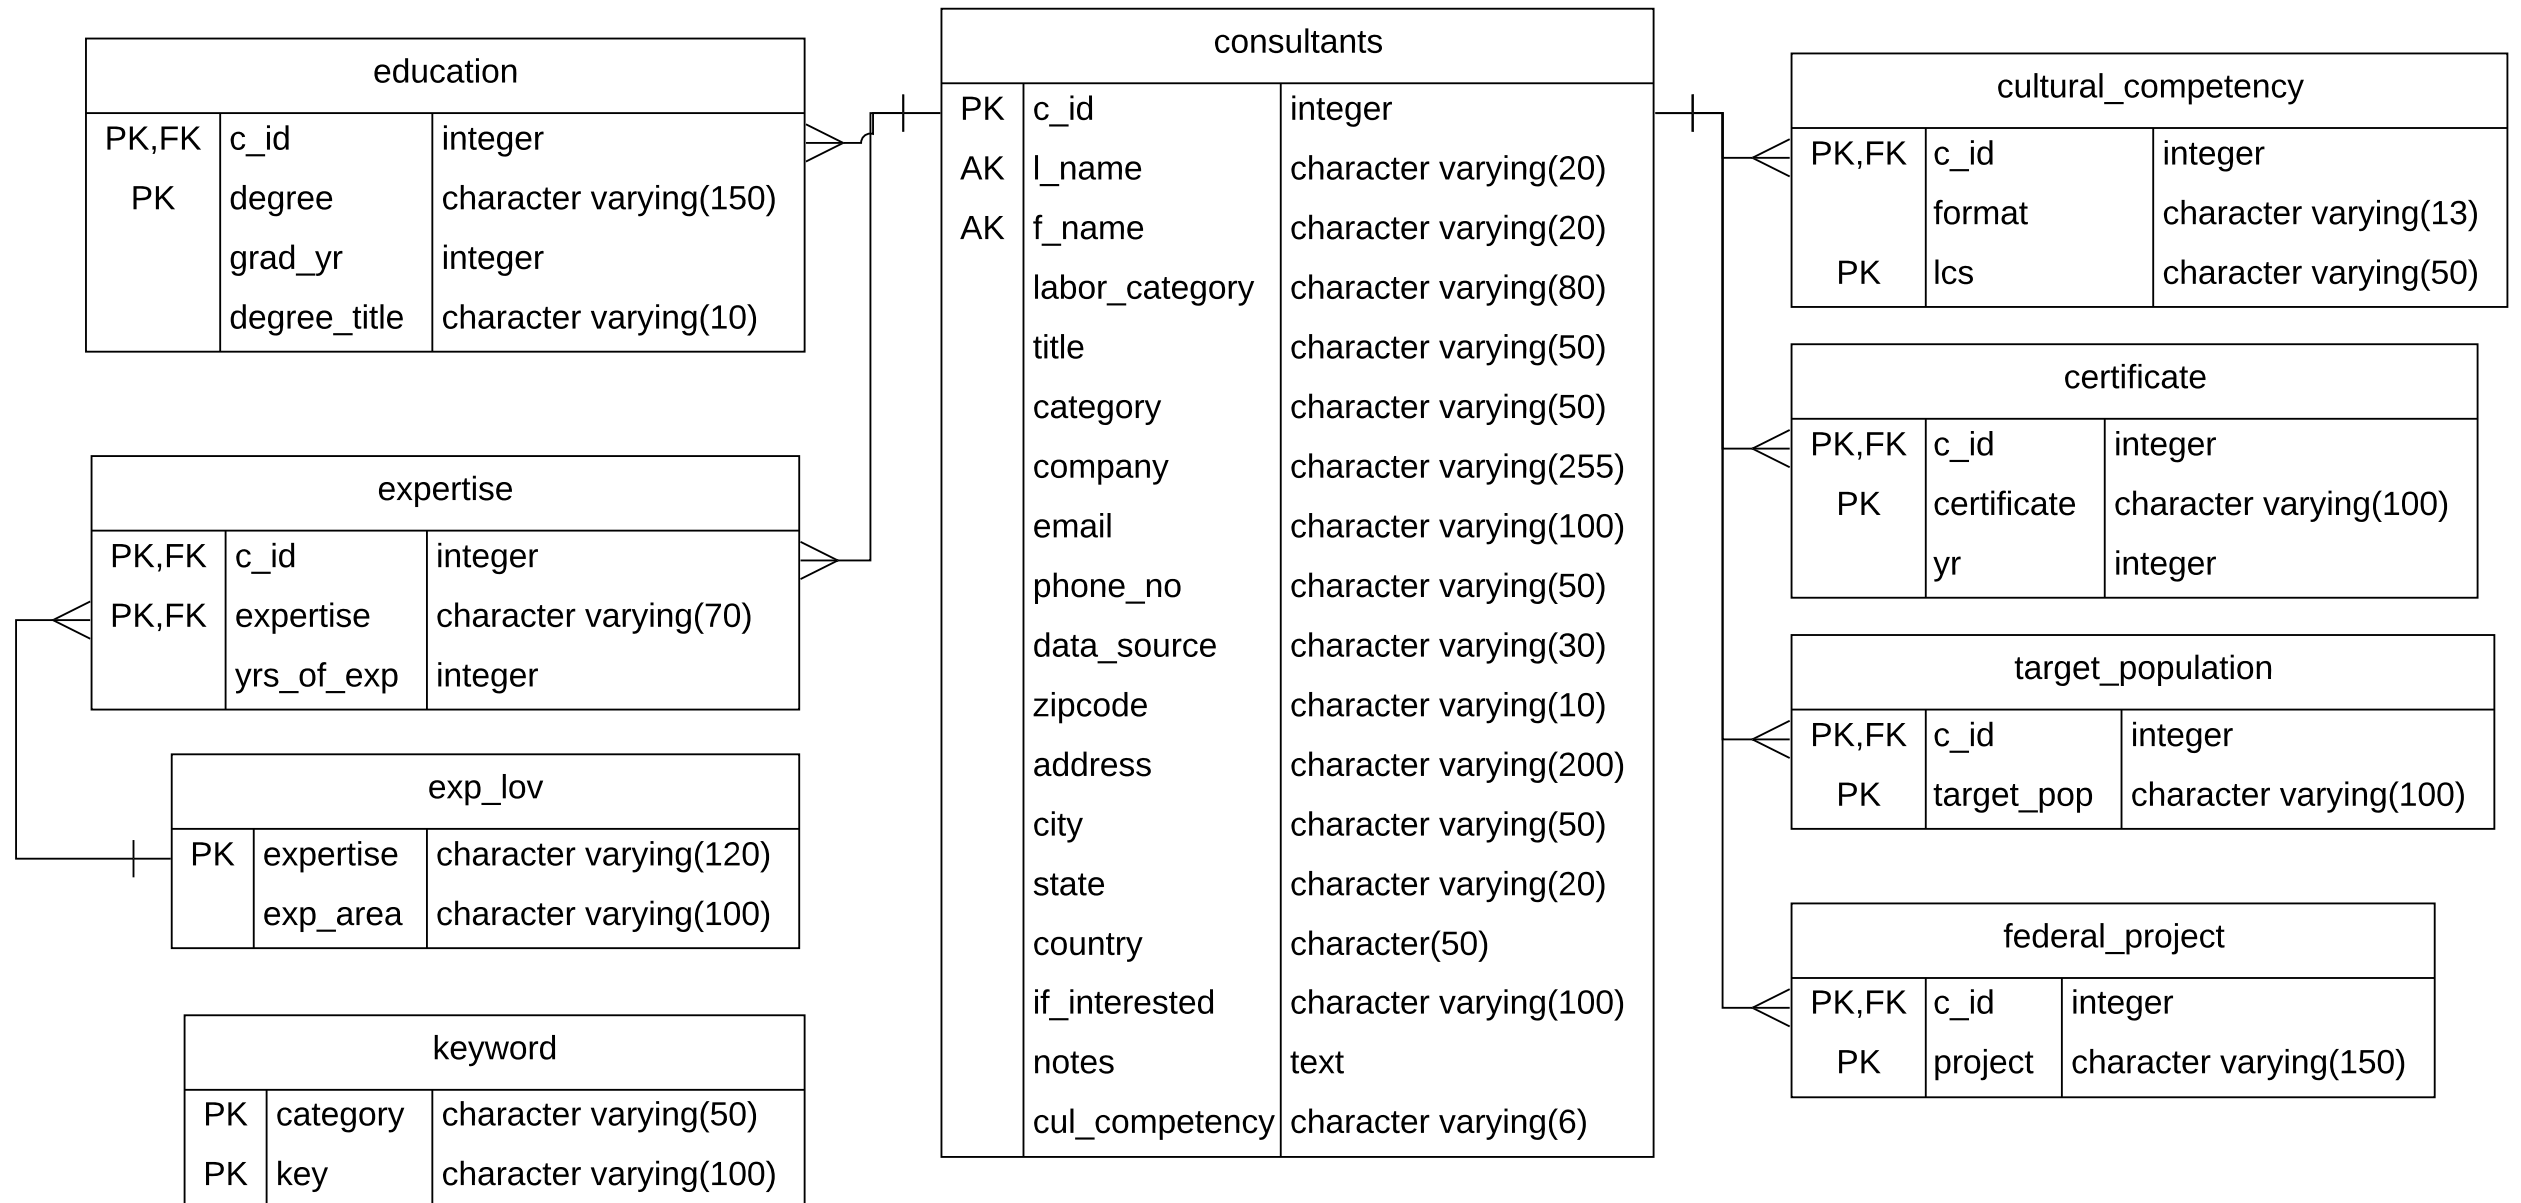 education
PK,FK c_id integer
PK degree character varying(150)
grad_yr integer
degree_title character varying(10)
expertise
PK,FK c_id integer
PK,FK expertise character varying(70)
yrs_of_exp integer
exp_lov
PK expertise character varying(120)
exp_area character varying(100)
keyword
PK category character varying(50)
PK key character varying(100)
consultants
PK c_id integer
AK l_name character varying(20)
AK f_name character varying(20)
labor_category character varying(80)
title character varying(50)
category character varying(50)
company character varying(255)
email character varying(100)
phone_no character varying(50)
data_source character varying(30)
zipcode character varying(10)
address character varying(200)
city character varying(50)
state character varying(20)
country character(50)
if_interested character varying(100)
notes text
cul_competency character varying(6)
cultural_competency
PK,FK c_id integer
format character varying(13)
PK lcs character varying(50)
certificate
PK,FK c_id integer
PK certificate character varying(100)
yr integer
target_population
PK,FK c_id integer
PK target_pop character varying(100)
federal_project
PK,FK c_id integer
PK project character varying(150)